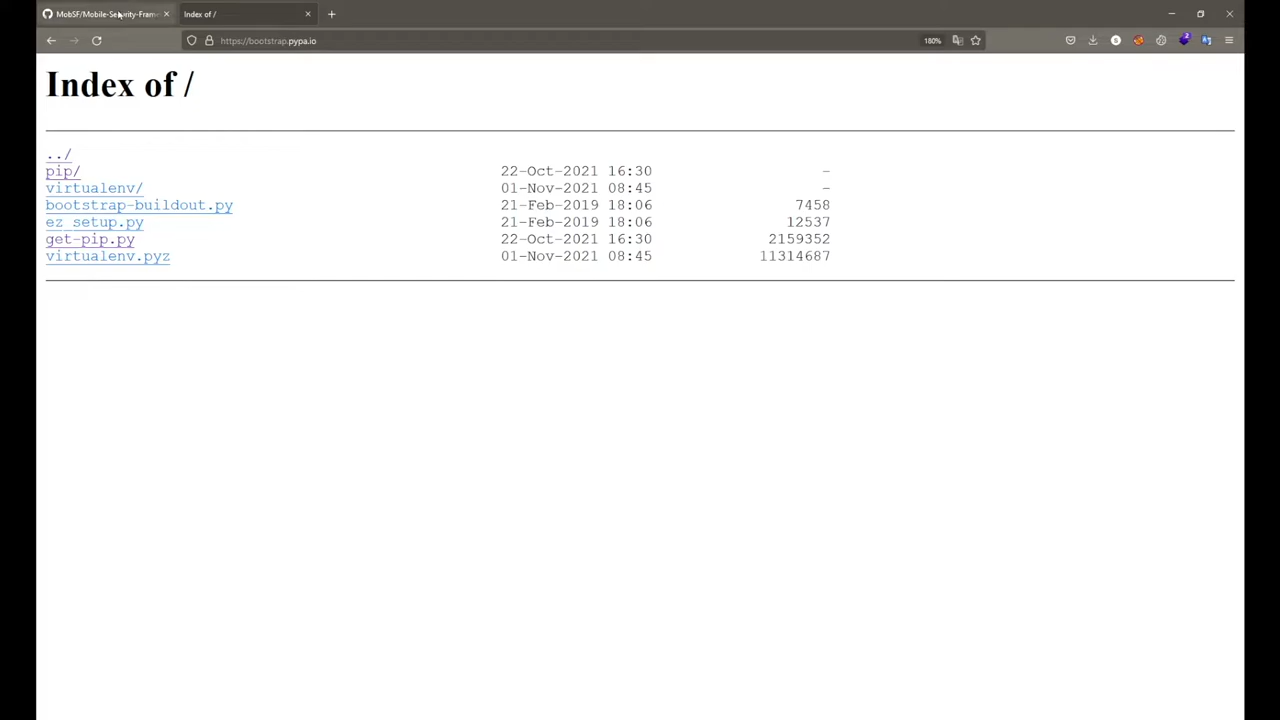 MobSF/Mobile-Security-Fram
Index of /
https://bootstrap.pypa.io
180%
Index of /
../
pip/ 22-Oct-2021 16:30 -
virtualenv/ 01-Nov-2021 08:45 -
bootstrap-buildout.py 21-Feb-2019 18:06 7458
ez_setup.py 21-Feb-2019 18:06 12537
get-pip.py 22-Oct-2021 16:30 2159352
virtualenv.pyz 01-Nov-2021 08:45 11314687